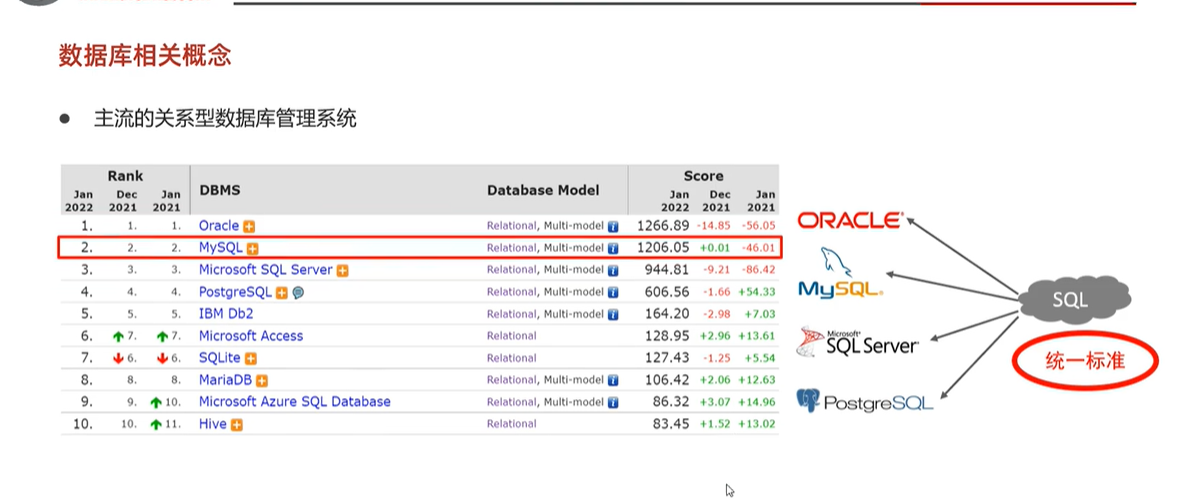 数据库相关概念
● 主流的关系型数据库管理系统
Rank Score
DBMS Database Model
Jan Dec Jan Jan Dec Jan
2022 2021 2021 2022 2021 2021
1. 1. 1. Oracle Relational, Multi-model 1266.89 -14.85 -56.05
2. 2. 2. MySQL Relational, Multi-model 1206.05 +0.01 -46.01
3. 3. 3. Microsoft SQL Server Relational, Multi-model 944.81 -9.21 -86.42
4. 4. 4. PostgreSQL Relational, Multi-model 606.56 -1.66 +54.33
5. 5. 5. IBM Db2 Relational, Multi-model 164.20 -2.98 +7.03
6. 7. 7. Microsoft Access Relational 128.95 +2.96 +13.61
7. 6. 6. SQLite Relational 127.43 -1.25 +5.54
8. 8. 8. MariaDB Relational, Multi-model 106.42 +2.06 +12.63
9. 9. 10. Microsoft Azure SQL Database Relational, Multi-model 86.32 +3.07 +14.96
10. 10. 11. Hive Relational 83.45 +1.52 +13.02
ORACLE
MySQL
Microsoft
SQL Server
PostgreSQL
SQL
统一标准